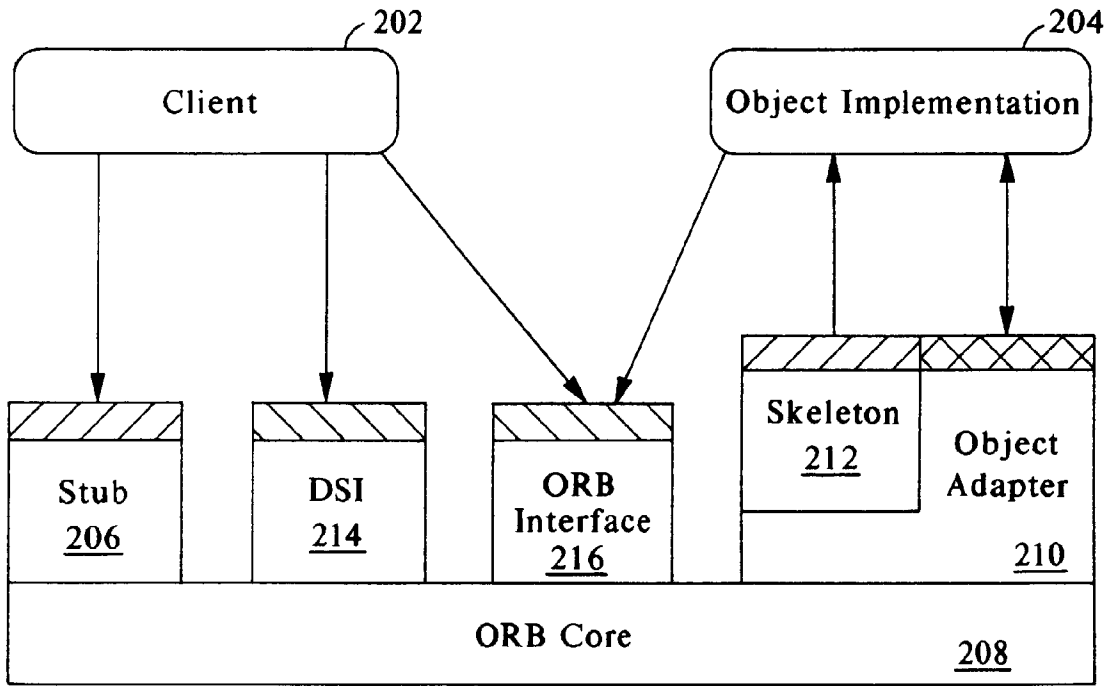 202
204
Client
Object Implementation
Stub
206
DSI
214
ORB
Interface
216
Skeleton
212
Object
Adapter
210
ORB Core
208